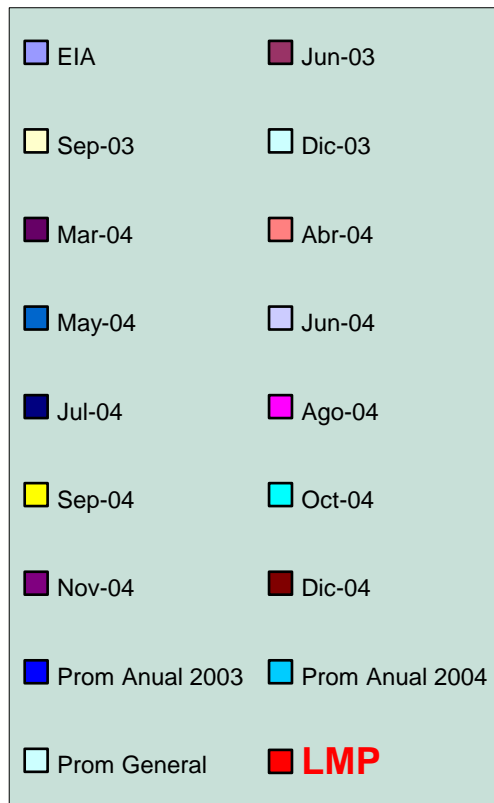 EIA Jun-03
Sep-03 Dic-03
Mar-04 Abr-04
May-04 Jun-04
Jul-04 Ago-04
Sep-04 Oct-04
Nov-04 Dic-04
Prom Anual 2003 Prom Anual 2004
Prom General LMP